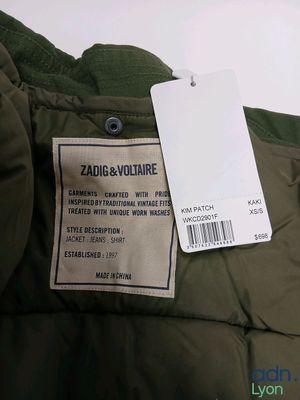 ZADIG&VOLTAIRE
GARMENTS CRAFTED WITH PRIDE
INSPIRED BY TRADITIONAL VINTAGE FITS
TREATED WITH UNIQUE WORN WASHES
STYLE DESCRIPTION :
JACKET : JEANS : SHIRT
ESTABLISHED : 1997
MADE IN CHINA
KIM PATCH
WKCD2901F
KAKI
XS/S
$698
adn.
Lyon